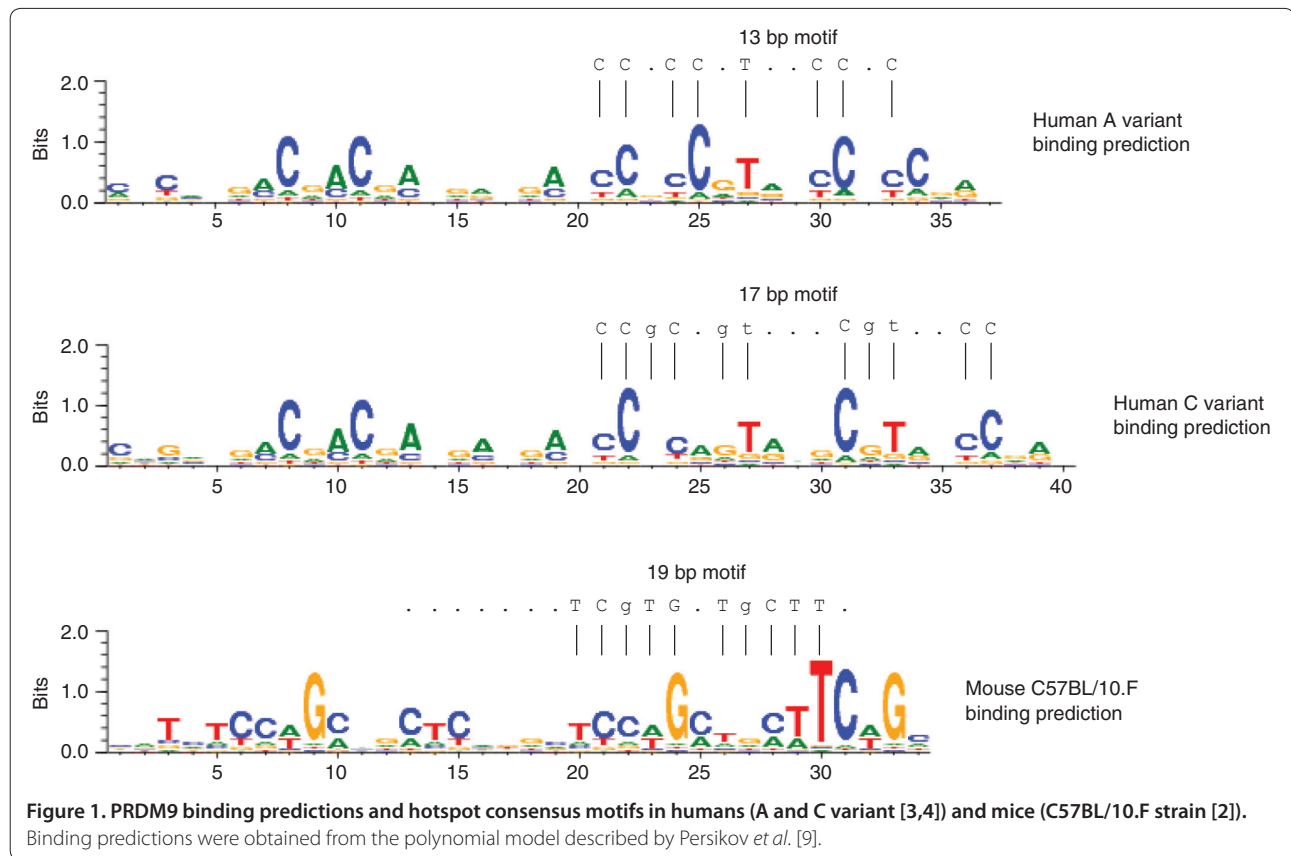 13 bp motif
C C . C C . T . . C C . C
2.0
1.0
0.0
Bits
5 10 15 20 25 30 35
Human A variant
binding prediction
17 bp motif
C C g C . g t . . . C g t . . C C
2.0
1.0
0.0
Bits
5 10 15 20 25 30 35 40
Human C variant
binding prediction
19 bp motif
. . . . . . . T C g T G . T g C T T .
2.0
1.0
0.0
Bits
5 10 15 20 25 30
Mouse C57BL/10.F
binding prediction
Figure 1. PRDM9 binding predictions and hotspot consensus motifs in humans (A and C variant [3,4]) and mice (C57BL/10.F strain [2]).
Binding predictions were obtained from the polynomial model described by Persikov et al. [9].